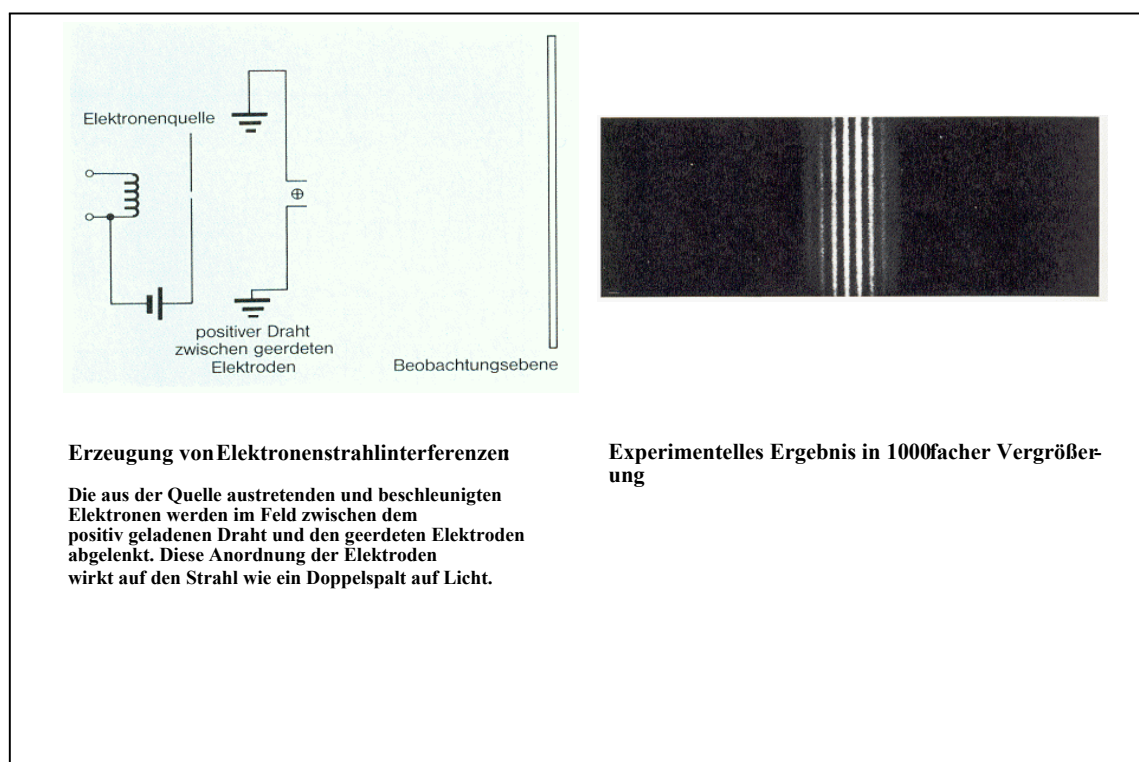 Elektronenquelle
positiver Draht
zwischen geerdeten
Elektroden
Beobachtungsebene
Erzeugung von Elektronenstrahlinterferenzen
Die aus der Quelle austretenden und beschleunigten
Elektronen werden im Feld zwischen dem
positiv geladenen Draht und den geerdeten Elektroden
abgelenkt. Diese Anordnung der Elektroden
wirkt auf den Strahl wie ein Doppelspalt auf Licht.
Experimentelles Ergebnis in 1000facher Vergrößer-
ung